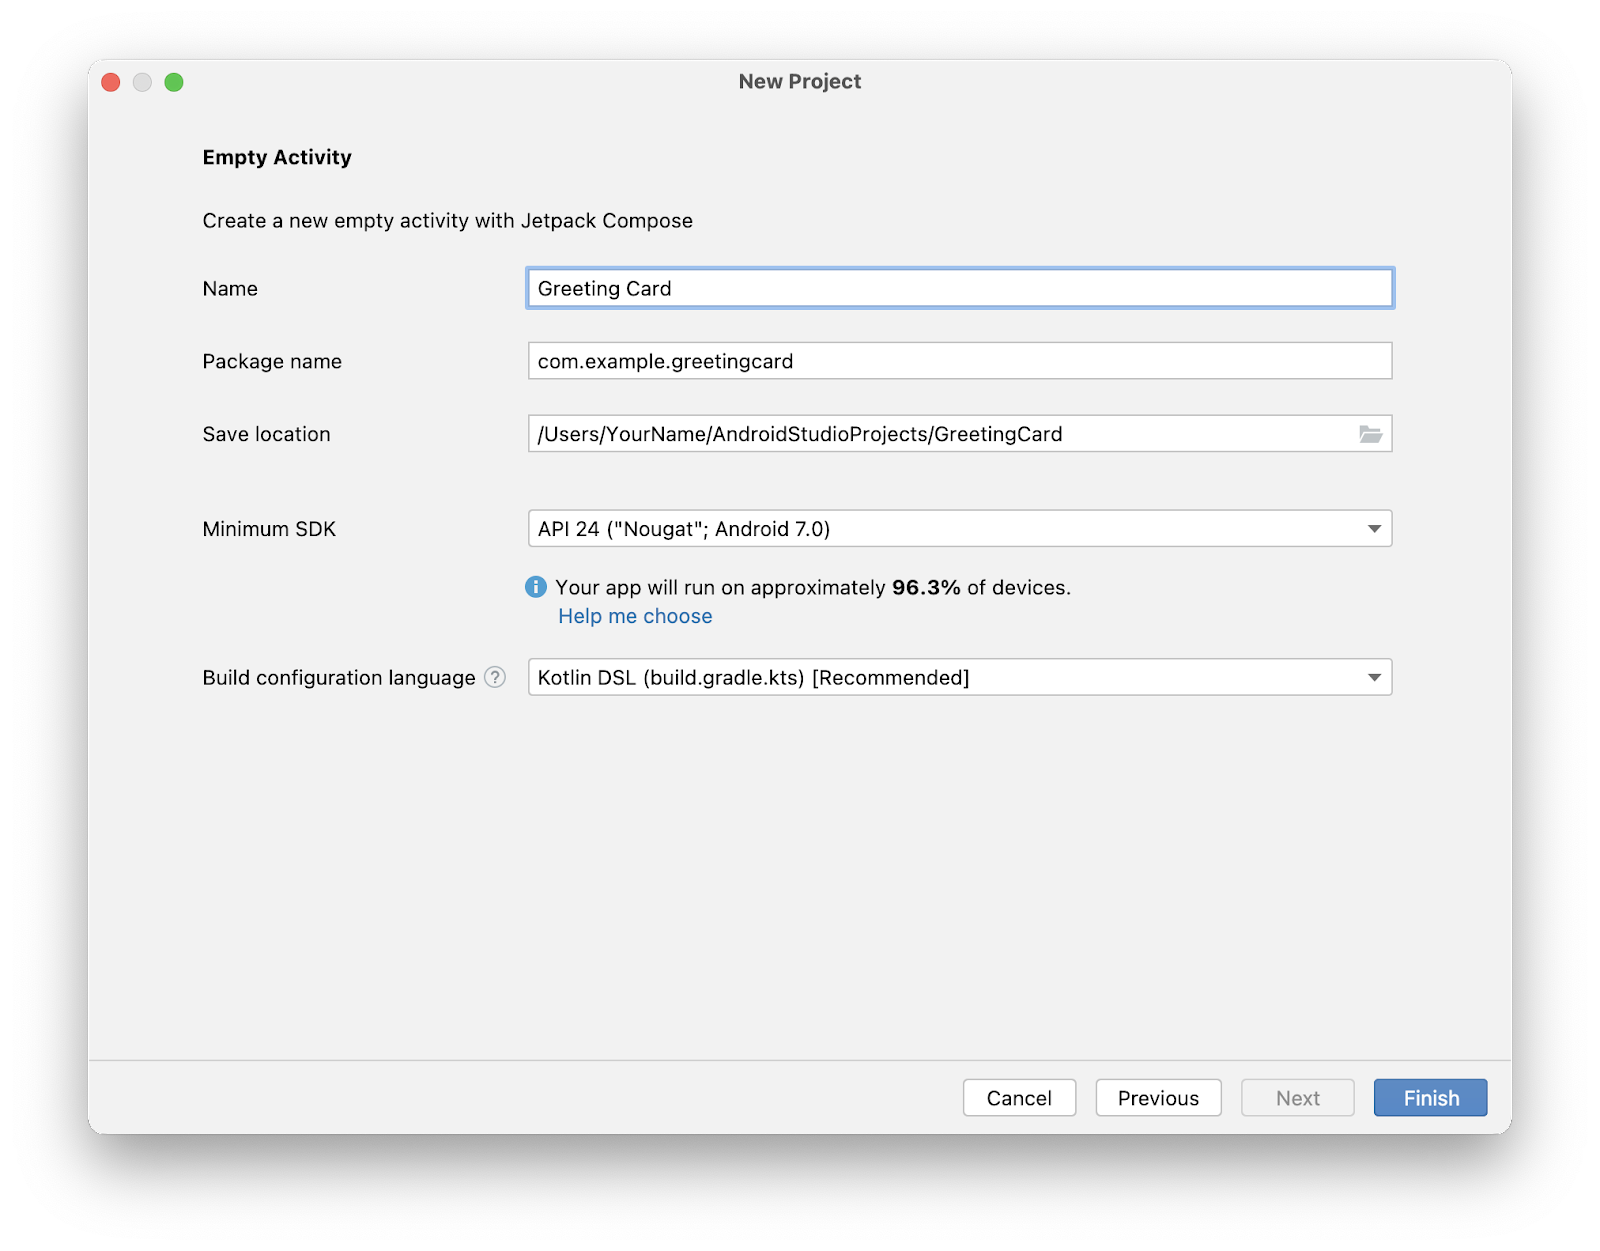 New Project
Empty Activity
Create a new empty activity with Jetpack Compose
Name
Greeting Card
Package name
com.example.greetingcard
Save location
/Users/YourName/AndroidStudioProjects/GreetingCard
Minimum SDK
API 24 ("Nougat"; Android 7.0)
i Your app will run on approximately 96.3% of devices.
Help me choose
Build configuration language ?
Kotlin DSL (build.gradle.kts) [Recommended]
Cancel
Previous
Next
Finish